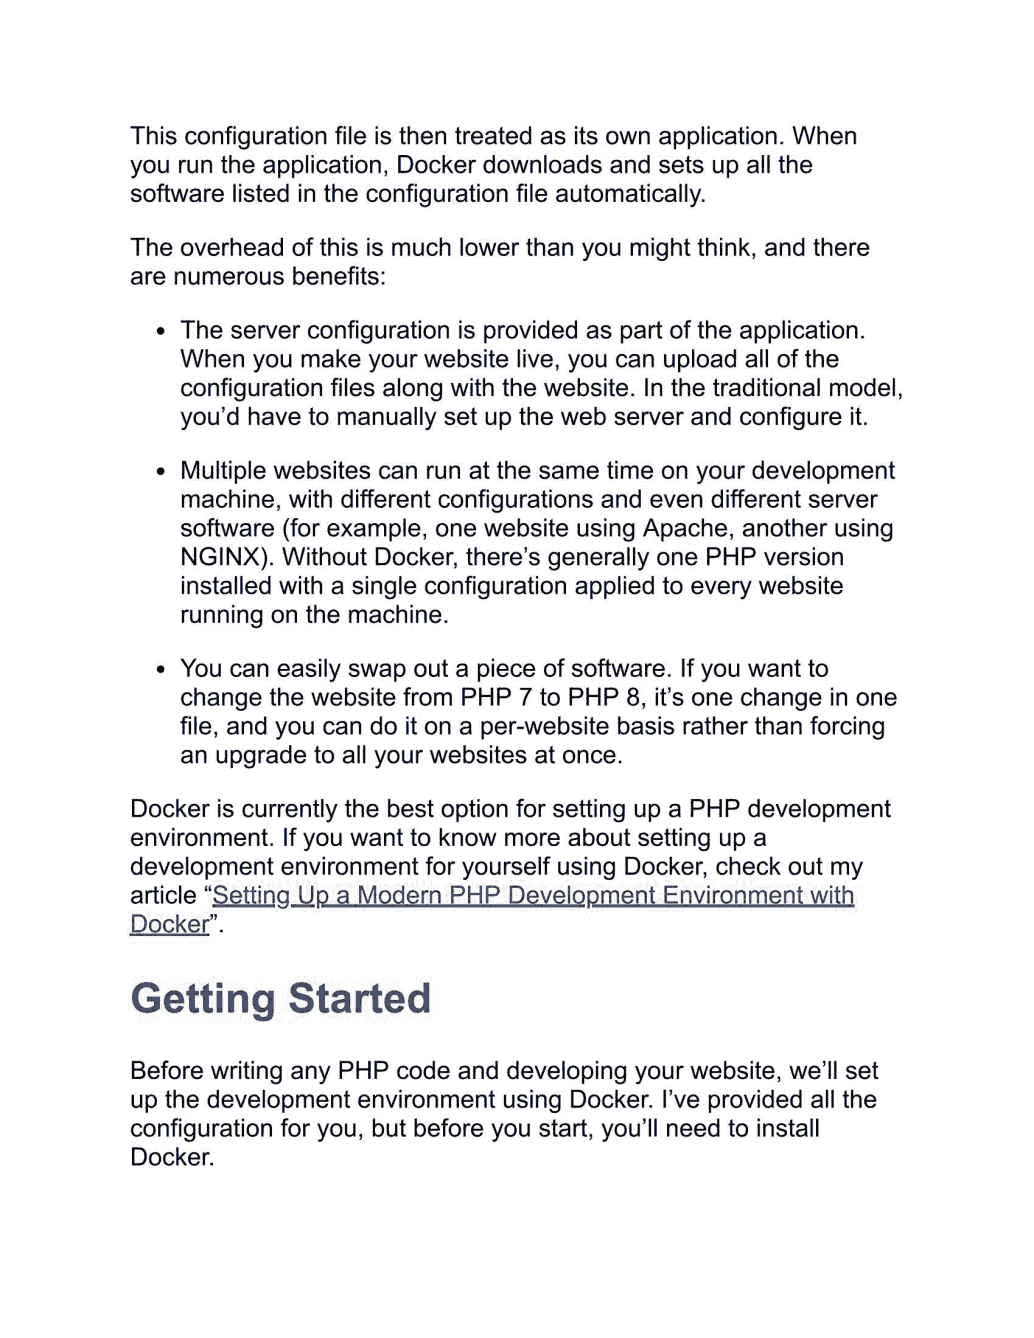 This configuration file is then treated as its own application. When
you run the application, Docker downloads and sets up all the
software listed in the configuration file automatically.
The overhead of this is much lower than you might think, and there
are numerous benefits:
• The server configuration is provided as part of the application.
When you make your website live, you can upload all of the
configuration files along with the website. In the traditional model,
you’d have to manually set up the web server and configure it.
• Multiple websites can run at the same time on your development
machine, with different configurations and even different server
software (for example, one website using Apache, another using
NGINX). Without Docker, there’s generally one PHP version
installed with a single configuration applied to every website
running on the machine.
• You can easily swap out a piece of software. If you want to
change the website from PHP 7 to PHP 8, it’s one change in one
file, and you can do it on a per-website basis rather than forcing
an upgrade to all your websites at once.
Docker is currently the best option for setting up a PHP development
environment. If you want to know more about setting up a
development environment for yourself using Docker, check out my
article “Setting Up a Modern PHP Development Environment with
Docker”.
Getting Started
Before writing any PHP code and developing your website, we’ll set
up the development environment using Docker. I’ve provided all the
configuration for you, but before you start, you’ll need to install
Docker.